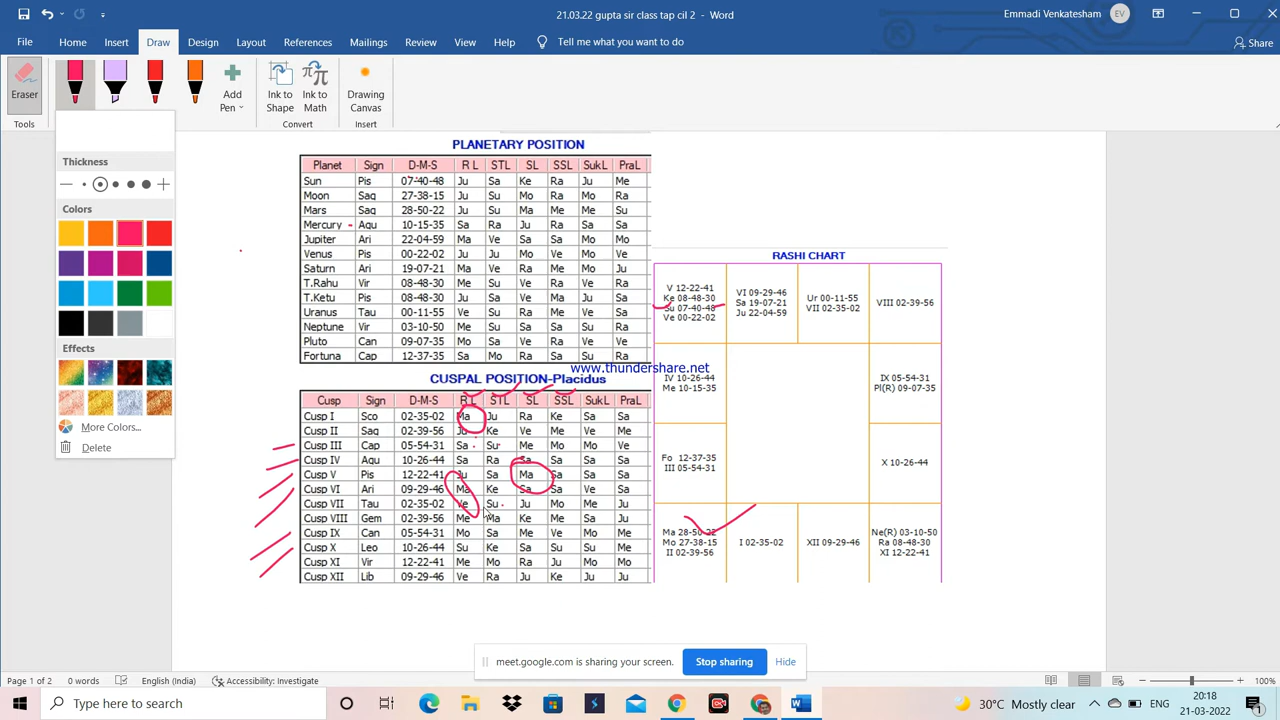 21.03.22 gupta sir class tap cil 2 - Word
Emmadi Venkatesham EV
File Home Insert Draw Design Layout References Mailings Review View Help Tell me what you want to do Share
Eraser
Add Pen
Ink to Shape
Ink to Math
Drawing Canvas
Tools Convert Insert
Thickness
Colors
Effects
More Colors...
Delete
PLANETARY POSITION
Planet Sign D-M-S R L STL SL SSL SukL PraL
Sun Pis 07-40-48 Ju Sa Ke Ra Ju Me
Moon Sag 27-38-15 Ju Su Mo Ra Ve Su
Mars Sag 28-50-22 Ju Su Ma Me Me Su
Mercury Aqu 10-15-35 Sa Ra Ju Ra Sa Sa
Jupiter Ari 22-04-59 Ma Ve Sa Sa Mo Mo
Venus Pis 00-22-02 Ju Ju Mo Ve Mo Ve
Saturn Ari 19-07-21 Ma Ve Ra Me Mo Ju
T.Rahu Vir 08-48-30 Me Su Ve Ra Ve Ra
T.Ketu Pis 08-48-30 Ju Sa Ve Ma Ju Sa
Uranus Tau 00-11-55 Ve Su Ra Me Su Me
Neptune Vir 03-10-50 Me Su Sa Sa Su Ra
Pluto Can 09-07-35 Mo Sa Ve Ra Ve Ve
Fortuna Cap 12-37-35 Sa Mo Ra Sa Su Ra
www.thundershare.net
CUSPAL POSITION-Placidus
Cusp Sign D-M-S R L STL SL SSL SukL PraL
Cusp I Sco 02-35-02 Ma Ju Ra Ke Sa Sa
Cusp II Sag 02-39-56 Ju Ke Ve Me Ve Me
Cusp III Cap 05-54-31 Sa Su Me Mo Mo Ve
Cusp IV Aqu 10-26-44 Sa Ra Sa Sa Sa Sa
Cusp V Pis 12-22-41 Ju Sa Ma Sa Sa Sa
Cusp VI Ari 09-29-46 Ma Ke Sa Sa Ve Sa
Cusp VII Tau 02-35-02 Ve Su Ju Mo Ve Ju
Cusp VIII Gem 02-39-56 Me Ma Ke Me Sa Ju
Cusp IX Can 05-54-31 Mo Sa Me Ve Mo Me
Cusp X Leo 10-26-44 Su Ke Sa Su Su Me
Cusp XI Vir 12-22-41 Me Mo Ra Ju Mo Ju
Cusp XII Lib 09-29-46 Ve Ra Ju Ke Ju Ju
RASHI CHART
V 12-22-41
Ke 08-48-30
Su 07-40-48
Ve 00-22-02
VI 09-29-46
Sa 19-07-21
Ju 22-04-59
Ur 00-11-55
VII 02-35-02
VIII 02-39-56
IV 10-26-44
Me 10-15-35
IX 05-54-31
Pl(R) 09-07-35
Fo 12-37-35
III 05-54-31
X 10-26-44
Ma 28-50-22
Mo 27-38-15
II 02-39-56
I 02-35-02
XII 09-29-46
Ne(R) 03-10-50
Ra 08-48-30
XI 12-22-41
meet.google.com is sharing your screen. Stop sharing Hide
Page 1 of 2 0 words English (India) Accessibility: Investigate 100%
Type here to search
30°C Mostly clear ENG
20:18
21-03-2022